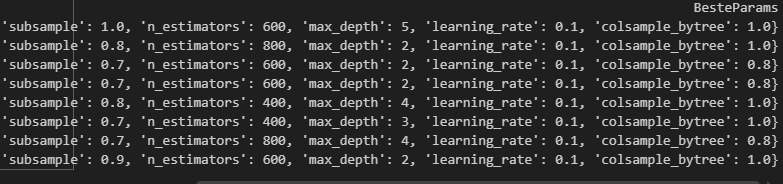 BesteParams
'subsample': 1.0, 'n_estimators': 600, 'max_depth': 5, 'learning_rate': 0.1, 'colsample_bytree': 1.0}
'subsample': 0.8, 'n_estimators': 800, 'max_depth': 2, 'learning_rate': 0.1, 'colsample_bytree': 1.0}
'subsample': 0.7, 'n_estimators': 600, 'max_depth': 2, 'learning_rate': 0.1, 'colsample_bytree': 0.8}
'subsample': 0.7, 'n_estimators': 600, 'max_depth': 2, 'learning_rate': 0.1, 'colsample_bytree': 0.8}
'subsample': 0.8, 'n_estimators': 400, 'max_depth': 4, 'learning_rate': 0.1, 'colsample_bytree': 1.0}
'subsample': 0.7, 'n_estimators': 400, 'max_depth': 3, 'learning_rate': 0.1, 'colsample_bytree': 1.0}
'subsample': 0.7, 'n_estimators': 800, 'max_depth': 4, 'learning_rate': 0.1, 'colsample_bytree': 0.8}
'subsample': 0.9, 'n_estimators': 600, 'max_depth': 2, 'learning_rate': 0.1, 'colsample_bytree': 1.0}